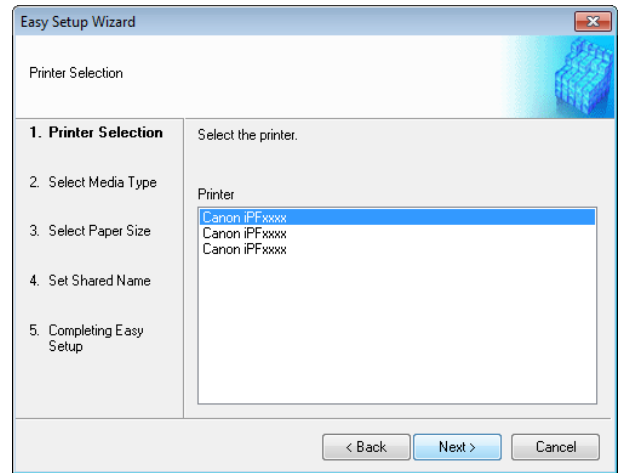 Easy Setup Wizard
Printer Selection
1. Printer Selection
Select the printer.
2. Select Media Type
Printer
Canon iPFxxxx
Canon iPFxxxx
Canon iPFxxxx
3. Select Paper Size
4. Set Shared Name
5. Completing Easy
Setup
< Back
Next >
Cancel